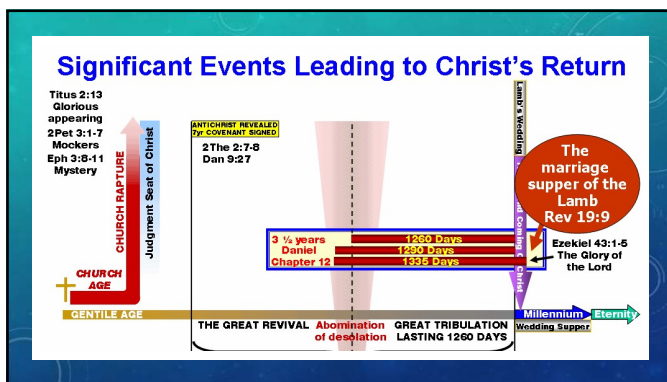 Significant Events Leading to Christ's Return
Titus 2:13
Glorious
appearing
2Pet 3:1-7
Mockers
Eph 3:8-11
Mystery
CHURCH RAPTURE
Judgment Seat of Christ
CHURCH
AGE
ANTICHRIST REVEALED
7yr COVENANT SIGNED
2The 2:7-8
Dan 9:27
Lamb's Wedding
The
marriage
supper of the
Lamb
Rev 19:9
nd Coming
Christ
3 ½ years
Daniel
Chapter 12
1260 Days
1290 Days
1335 Days
Ezekiel 43:1-5
The Glory of
the Lord
GENTILE AGE
Millennium
Eternity
Wedding Supper
THE GREAT REVIVAL
Abomination
of desolation
GREAT TRIBULATION
LASTING 1260 DAYS